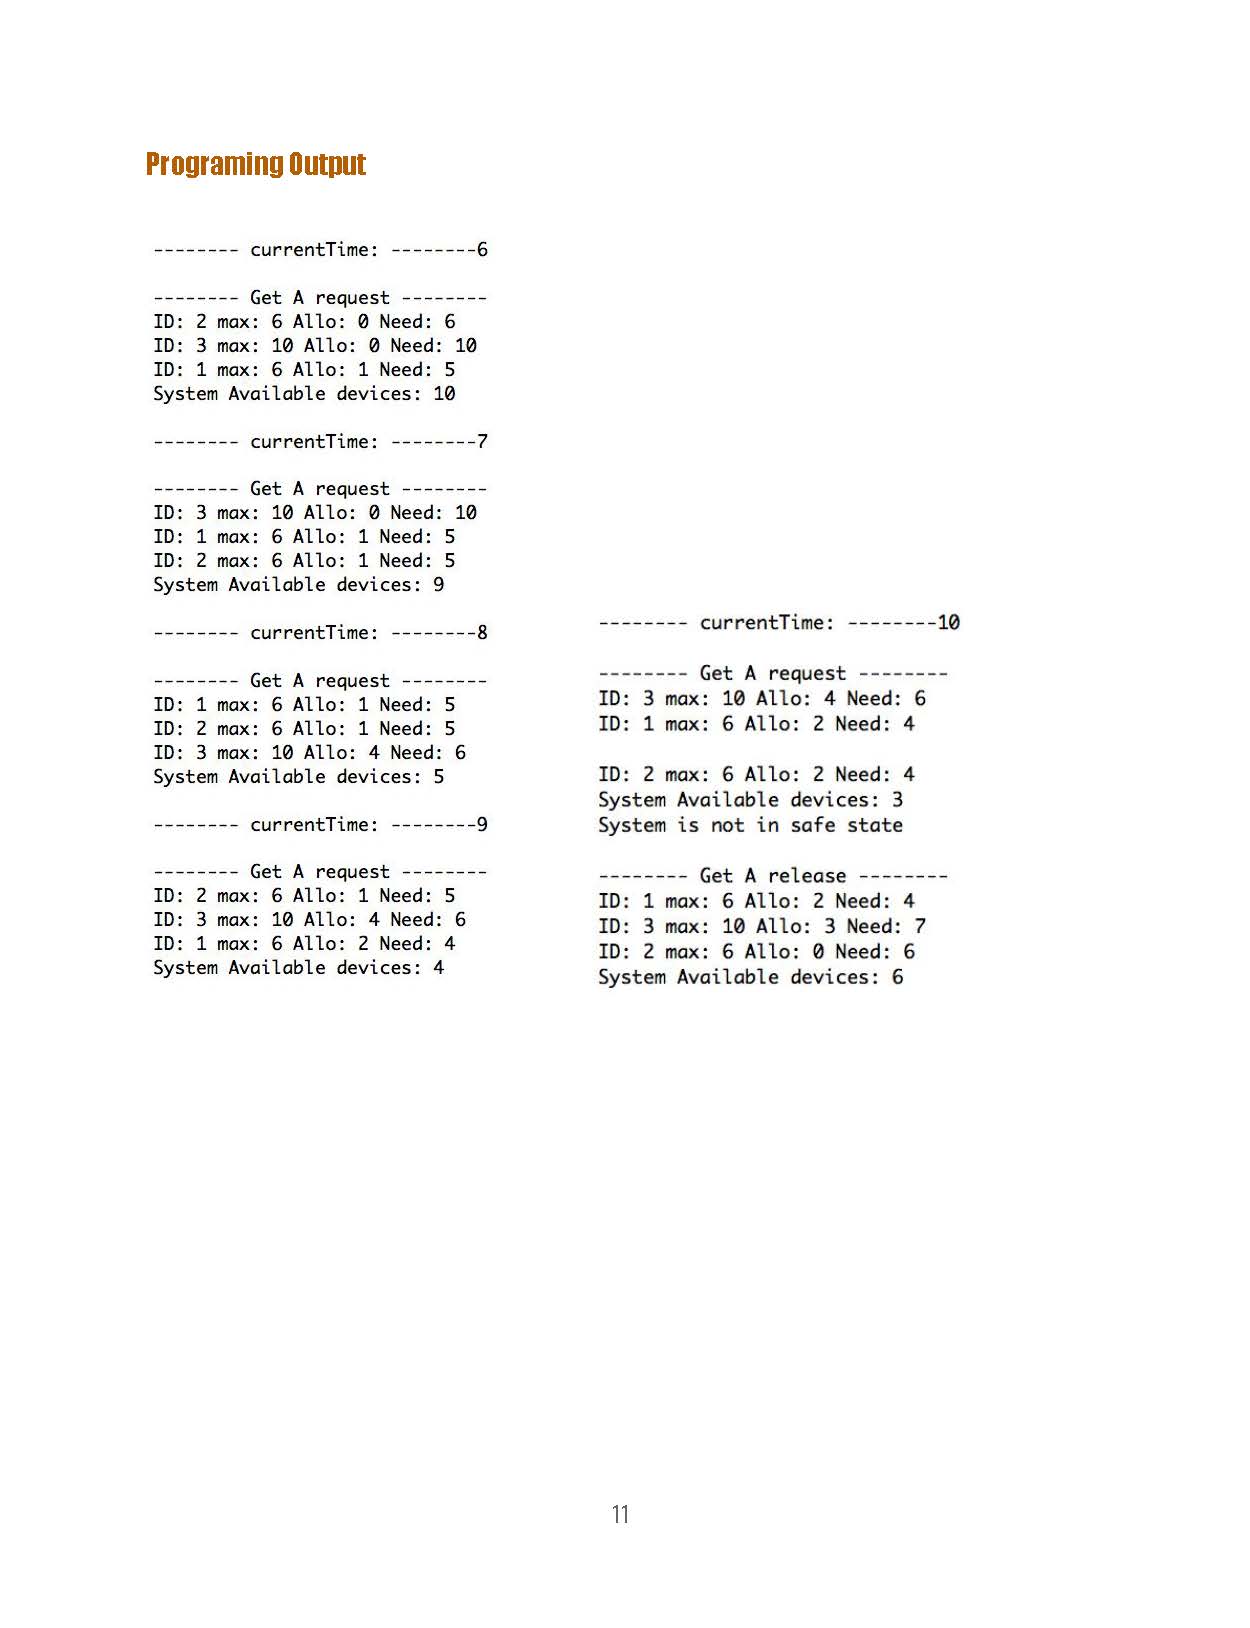 Programing Output
-------- currentTime: --------6
-------- Get A request --------
ID: 2 max: 6 Allo: 0 Need: 6
ID: 3 max: 10 Allo: 0 Need: 10
ID: 1 max: 6 Allo: 1 Need: 5
System Available devices: 10
-------- currentTime: --------7
-------- Get A request --------
ID: 3 max: 10 Allo: 0 Need: 10
ID: 1 max: 6 Allo: 1 Need: 5
ID: 2 max: 6 Allo: 1 Need: 5
System Available devices: 9
-------- currentTime: --------8
-------- Get A request --------
ID: 1 max: 6 Allo: 1 Need: 5
ID: 2 max: 6 Allo: 1 Need: 5
ID: 3 max: 10 Allo: 4 Need: 6
System Available devices: 5
-------- currentTime: --------9
-------- Get A request --------
ID: 2 max: 6 Allo: 1 Need: 5
ID: 3 max: 10 Allo: 4 Need: 6
ID: 1 max: 6 Allo: 2 Need: 4
System Available devices: 4
-------- currentTime: --------10
-------- Get A request --------
ID: 3 max: 10 Allo: 4 Need: 6
ID: 1 max: 6 Allo: 2 Need: 4
ID: 2 max: 6 Allo: 2 Need: 4
System Available devices: 3
System is not in safe state
-------- Get A release --------
ID: 1 max: 6 Allo: 2 Need: 4
ID: 3 max: 10 Allo: 3 Need: 7
ID: 2 max: 6 Allo: 0 Need: 6
System Available devices: 6
11